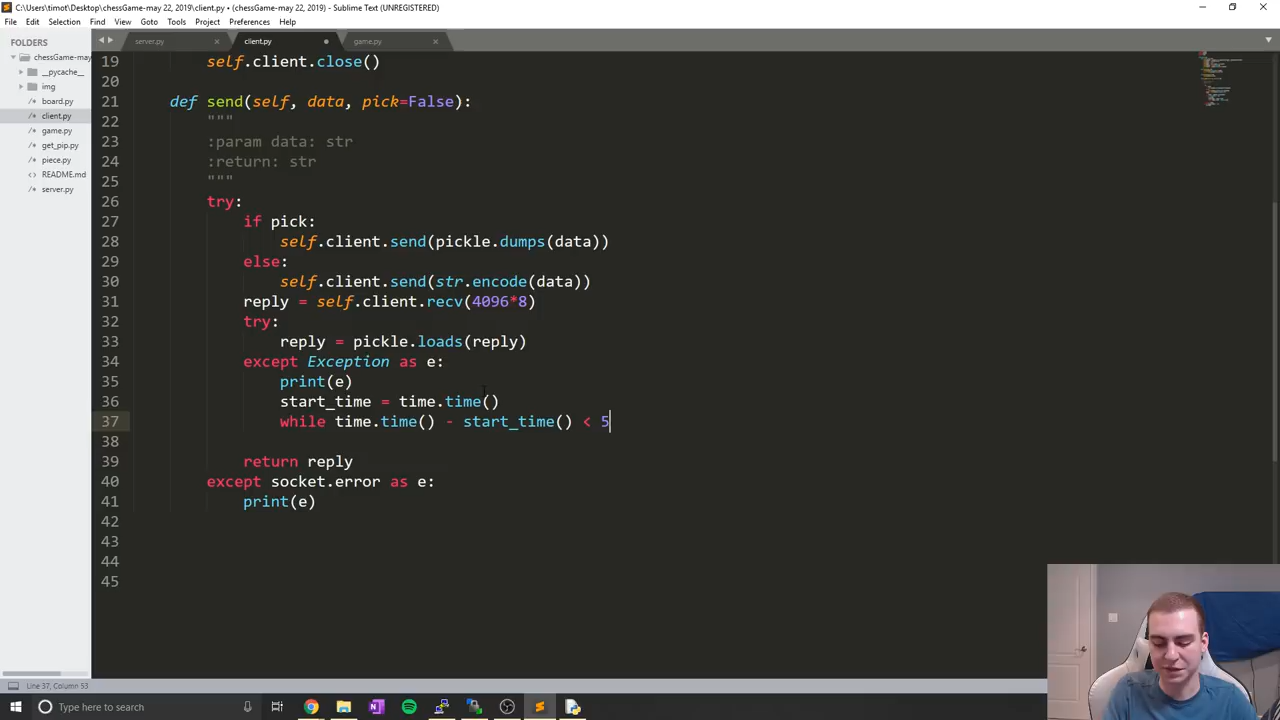 C:\Users\timot\Desktop\chessGame-may 22, 2019\client.py • (chessGame-may 22, 2019) - Sublime Text (UNREGISTERED)
File Edit Selection Find View Goto Tools Project Preferences Help
FOLDERS
chessGame-may
__pycache__
img
board.py
client.py
game.py
get_pip.py
piece.py
README.md
server.py
server.py client.py game.py
19 self.client.close()
20
21 def send(self, data, pick=False):
22 """
23 :param data: str
24 :return: str
25 """
26 try:
27 if pick:
28 self.client.send(pickle.dumps(data))
29 else:
30 self.client.send(str.encode(data))
31 reply = self.client.recv(4096*8)
32 try:
33 reply = pickle.loads(reply)
34 except Exception as e:
35 print(e)
36 start_time = time.time()
37 while time.time() - start_time() < 5
38
39 return reply
40 except socket.error as e:
41 print(e)
42
43
44
45
Line 37, Column 53
Type here to search